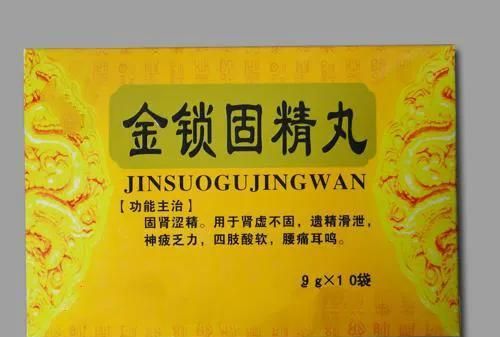 金锁固精丸
JINSUOGUJINGWAN
【功能主治】
固肾涩精。用于肾虚不固，遗精滑泄，
神疲乏力，四肢酸软，腰痛耳鸣。
9g×10袋